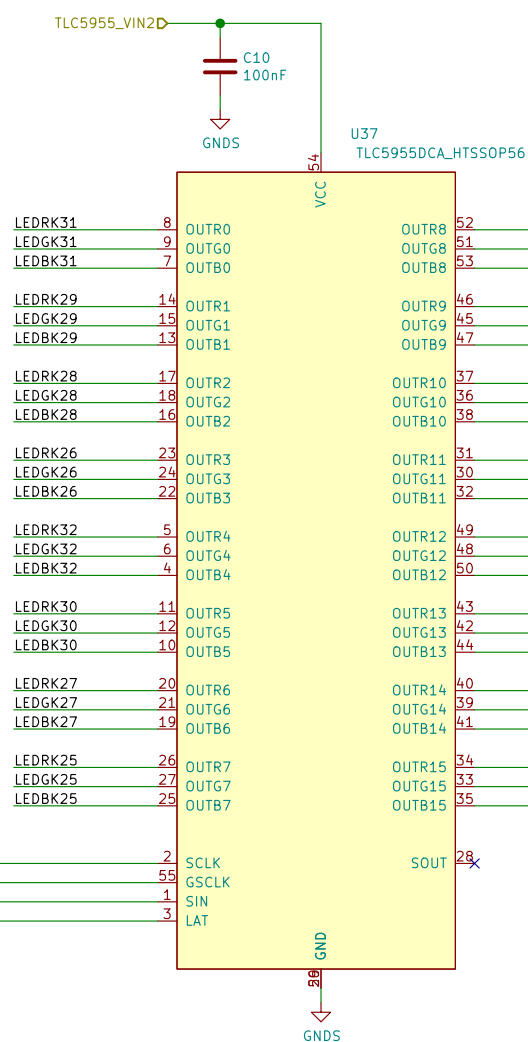 TLC5955_VIN2
C10
100nF
GNDS
U37
TLC5955DCA_HTSSOP56
54
VCC
LEDRK31 8 OUTR0 OUTR8 52
LEDGK31 9 OUTG0 OUTG8 51
LEDBK31 7 OUTB0 OUTB8 53
LEDRK29 14 OUTR1 OUTR9 46
LEDGK29 15 OUTG1 OUTG9 45
LEDBK29 13 OUTB1 OUTB9 47
LEDRK28 17 OUTR2 OUTR10 37
LEDGK28 18 OUTG2 OUTG10 36
LEDBK28 16 OUTB2 OUTB10 38
LEDRK26 23 OUTR3 OUTR11 31
LEDGK26 24 OUTG3 OUTG11 30
LEDBK26 22 OUTB3 OUTB11 32
LEDRK32 5 OUTR4 OUTR12 49
LEDGK32 6 OUTG4 OUTG12 48
LEDBK32 4 OUTB4 OUTB12 50
LEDRK30 11 OUTR5 OUTR13 43
LEDGK30 12 OUTG5 OUTG13 42
LEDBK30 10 OUTB5 OUTB13 44
LEDRK27 20 OUTR6 OUTR14 40
LEDGK27 21 OUTG6 OUTG14 39
LEDBK27 19 OUTB6 OUTB14 41
LEDRK25 26 OUTR7 OUTR15 34
LEDGK25 27 OUTG7 OUTG15 33
LEDBK25 25 OUTB7 OUTB15 35
2 SCLK SOUT 28
55 GSCLK
1 SIN
3 LAT
GND
GNDS